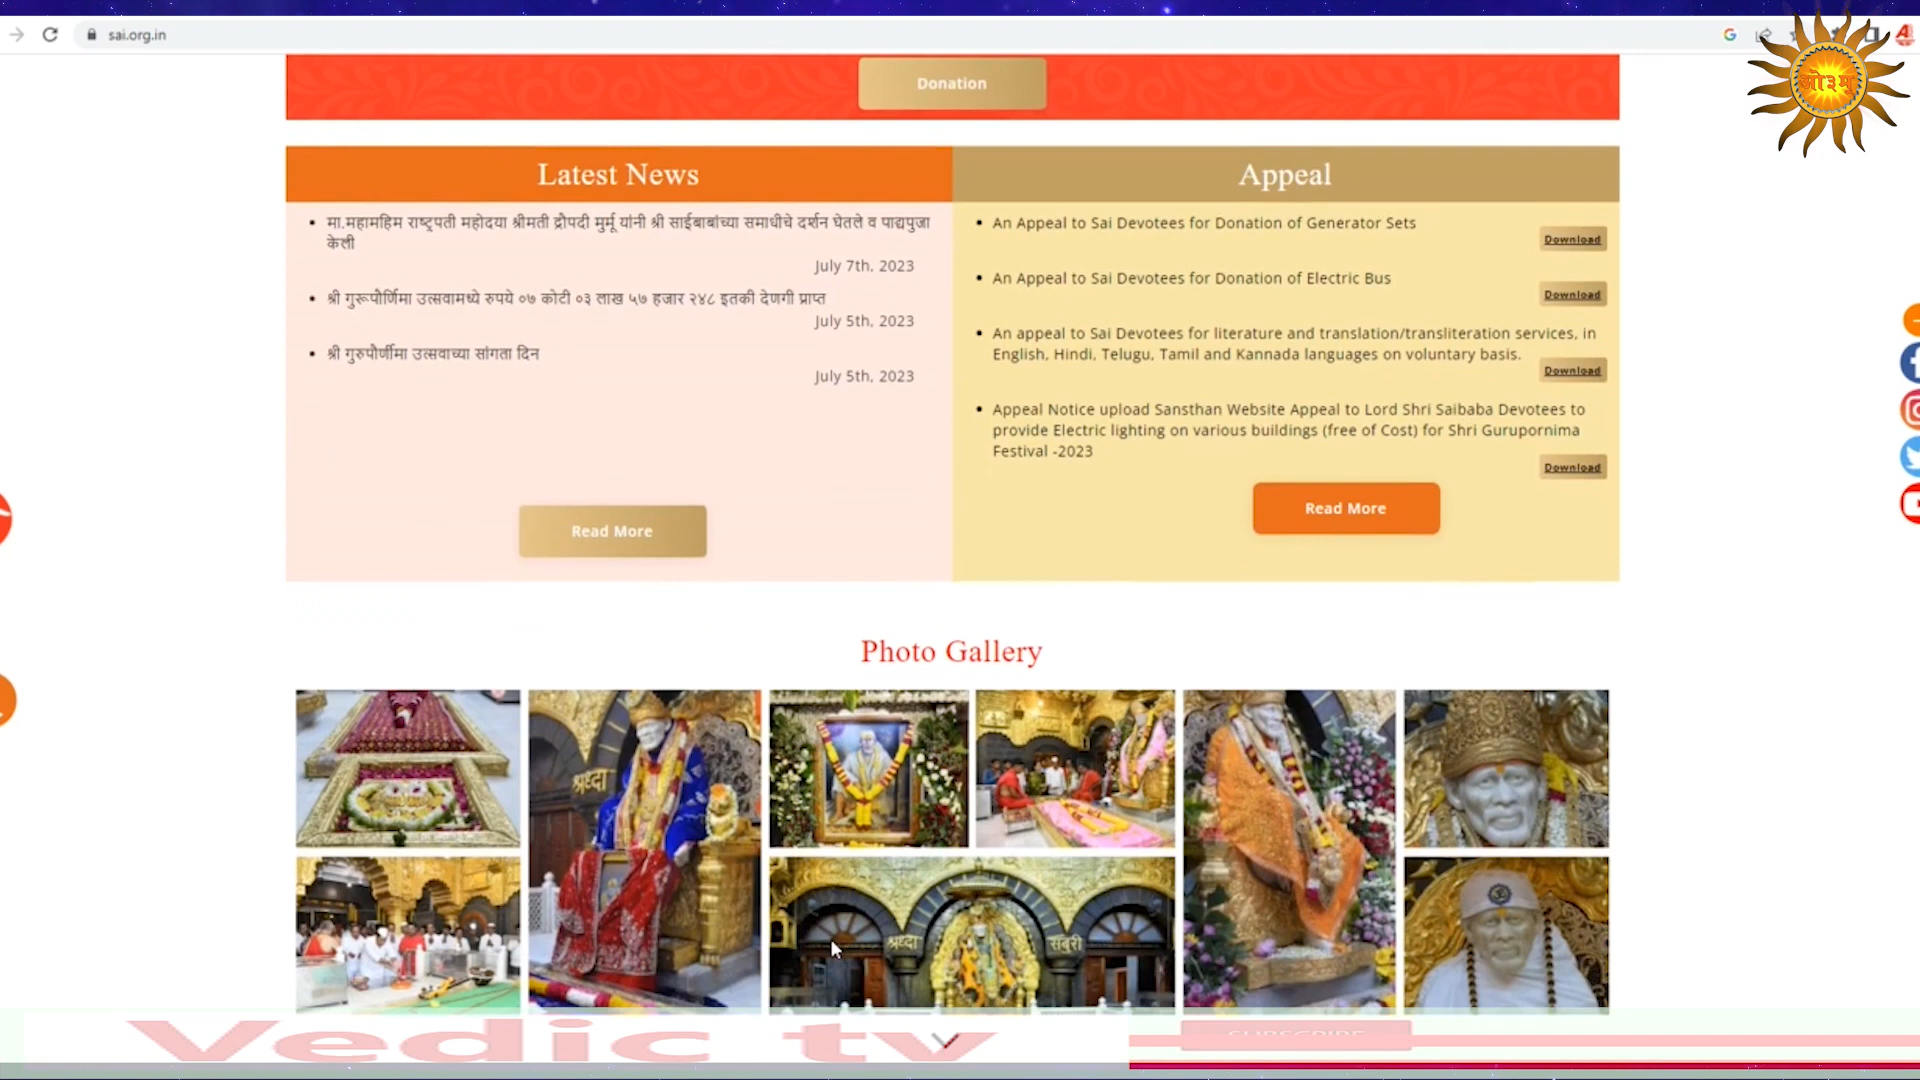 sai.org.in
ओ३म्
Donation
Latest News
Appeal
मा.महामहिम राष्ट्रपती महोदया श्रीमती द्रौपदी मुर्मू यांनी श्री साईबाबांच्या समाधीचे दर्शन घेतले व पाद्यपुजा
केली
July 7th, 2023
श्री गुरूपौर्णिमा उत्सवामध्ये रुपये ०७ कोटी ०३ लाख ५७ हजार २४८ इतकी देणगी प्राप्त
July 5th, 2023
श्री गुरुपौर्णीमा उत्सवाच्या सांगता दिन
July 5th, 2023
Read More
An Appeal to Sai Devotees for Donation of Generator Sets
Download
An Appeal to Sai Devotees for Donation of Electric Bus
Download
An appeal to Sai Devotees for literature and translation/transliteration services, in
English, Hindi, Telugu, Tamil and Kannada languages on voluntary basis.
Download
Appeal Notice upload Sansthan Website Appeal to Lord Shri Saibaba Devotees to
provide Electric lighting on various buildings (free of Cost) for Shri Gurupornima
Festival -2023
Download
Read More
Photo Gallery
श्रध्दा
श्रध्दा
सबुरी
Vedic tv
SUBSCRIBE